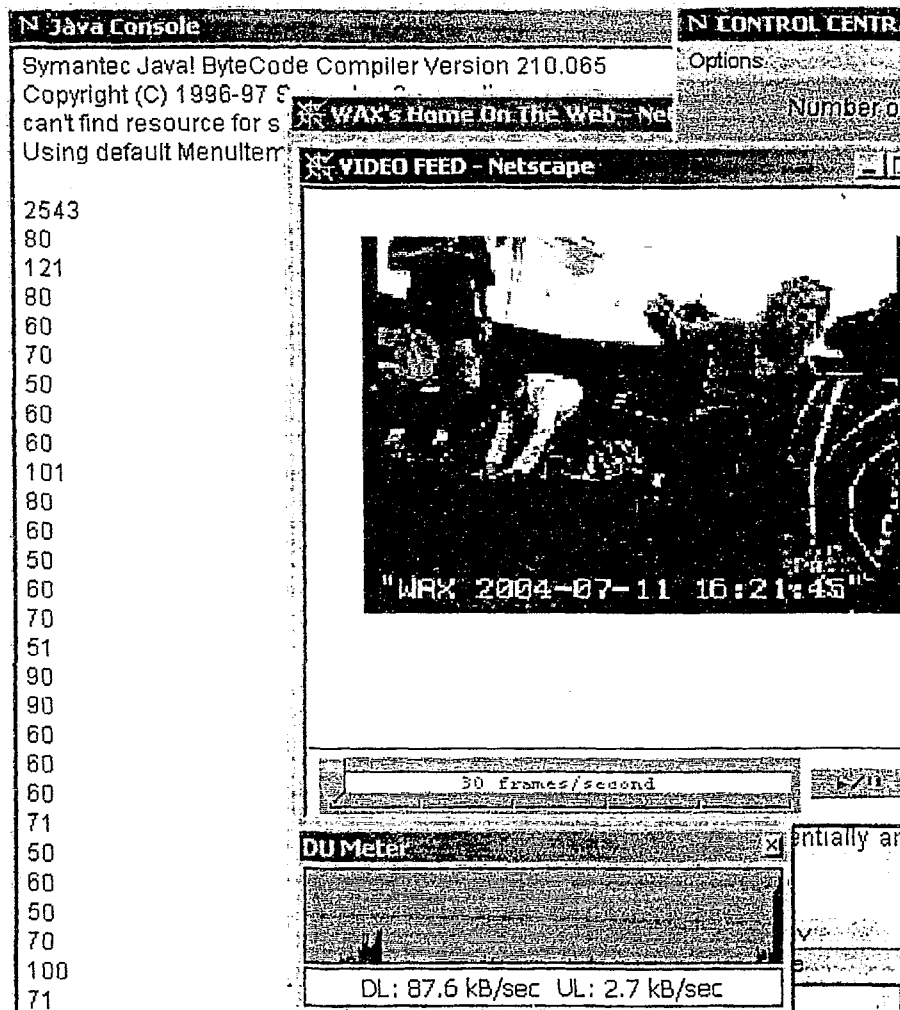 Java Console
Symantec Java! ByteCode Compiler Version 210.065
Copyright (C) 1996-97
can't find resource for s
Using default MenuItem
2543
80
121
80
60
70
50
60
60
101
80
60
50
60
70
51
90
90
60
60
60
71
50
60
50
70
100
71
CONTROL CENTR
Options
Number o
WAX's Home On The Web - Net
VIDEO FEED - Netscape
"WAX 2004-07-11 16:21:45"
30 frames/second
entially ar
DU Meter
DL: 87.6 kB/sec UL: 2.7 kB/sec